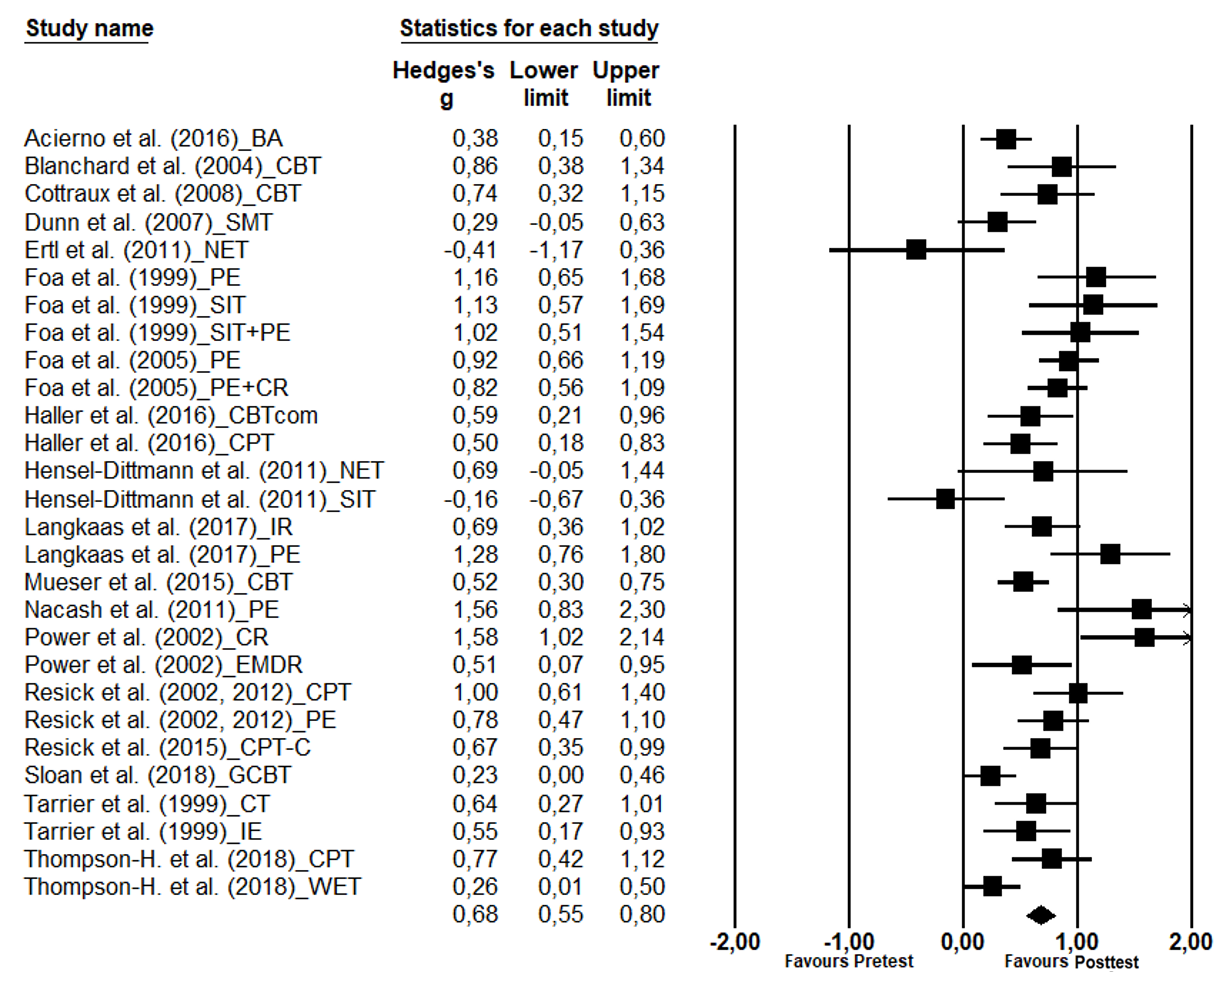 Study name Statistics for each study
Hedges's Lower Upper
g limit limit
Acierno et al. (2016)_BA 0,38 0,15 0,60
Blanchard et al. (2004)_CBT 0,86 0,38 1,34
Cottraux et al. (2008)_CBT 0,74 0,32 1,15
Dunn et al. (2007)_SMT 0,29 -0,05 0,63
Ertl et al. (2011)_NET -0,41 -1,17 0,36
Foa et al. (1999)_PE 1,16 0,65 1,68
Foa et al. (1999)_SIT 1,13 0,57 1,69
Foa et al. (1999)_SIT+PE 1,02 0,51 1,54
Foa et al. (2005)_PE 0,92 0,66 1,19
Foa et al. (2005)_PE+CR 0,82 0,56 1,09
Haller et al. (2016)_CBTcom 0,59 0,21 0,96
Haller et al. (2016)_CPT 0,50 0,18 0,83
Hensel-Dittmann et al. (2011)_NET 0,69 -0,05 1,44
Hensel-Dittmann et al. (2011)_SIT -0,16 -0,67 0,36
Langkaas et al. (2017)_IR 0,69 0,36 1,02
Langkaas et al. (2017)_PE 1,28 0,76 1,80
Mueser et al. (2015)_CBT 0,52 0,30 0,75
Nacash et al. (2011)_PE 1,56 0,83 2,30
Power et al. (2002)_CR 1,58 1,02 2,14
Power et al. (2002)_EMDR 0,51 0,07 0,95
Resick et al. (2002, 2012)_CPT 1,00 0,61 1,40
Resick et al. (2002, 2012)_PE 0,78 0,47 1,10
Resick et al. (2015)_CPT-C 0,67 0,35 0,99
Sloan et al. (2018)_GCBT 0,23 0,00 0,46
Tarrier et al. (1999)_CT 0,64 0,27 1,01
Tarrier et al. (1999)_IE 0,55 0,17 0,93
Thompson-H. et al. (2018)_CPT 0,77 0,42 1,12
Thompson-H. et al. (2018)_WET 0,26 0,01 0,50
0,68 0,55 0,80
-2,00 -1,00 0,00 1,00 2,00
Favours Pretest Favours Posttest